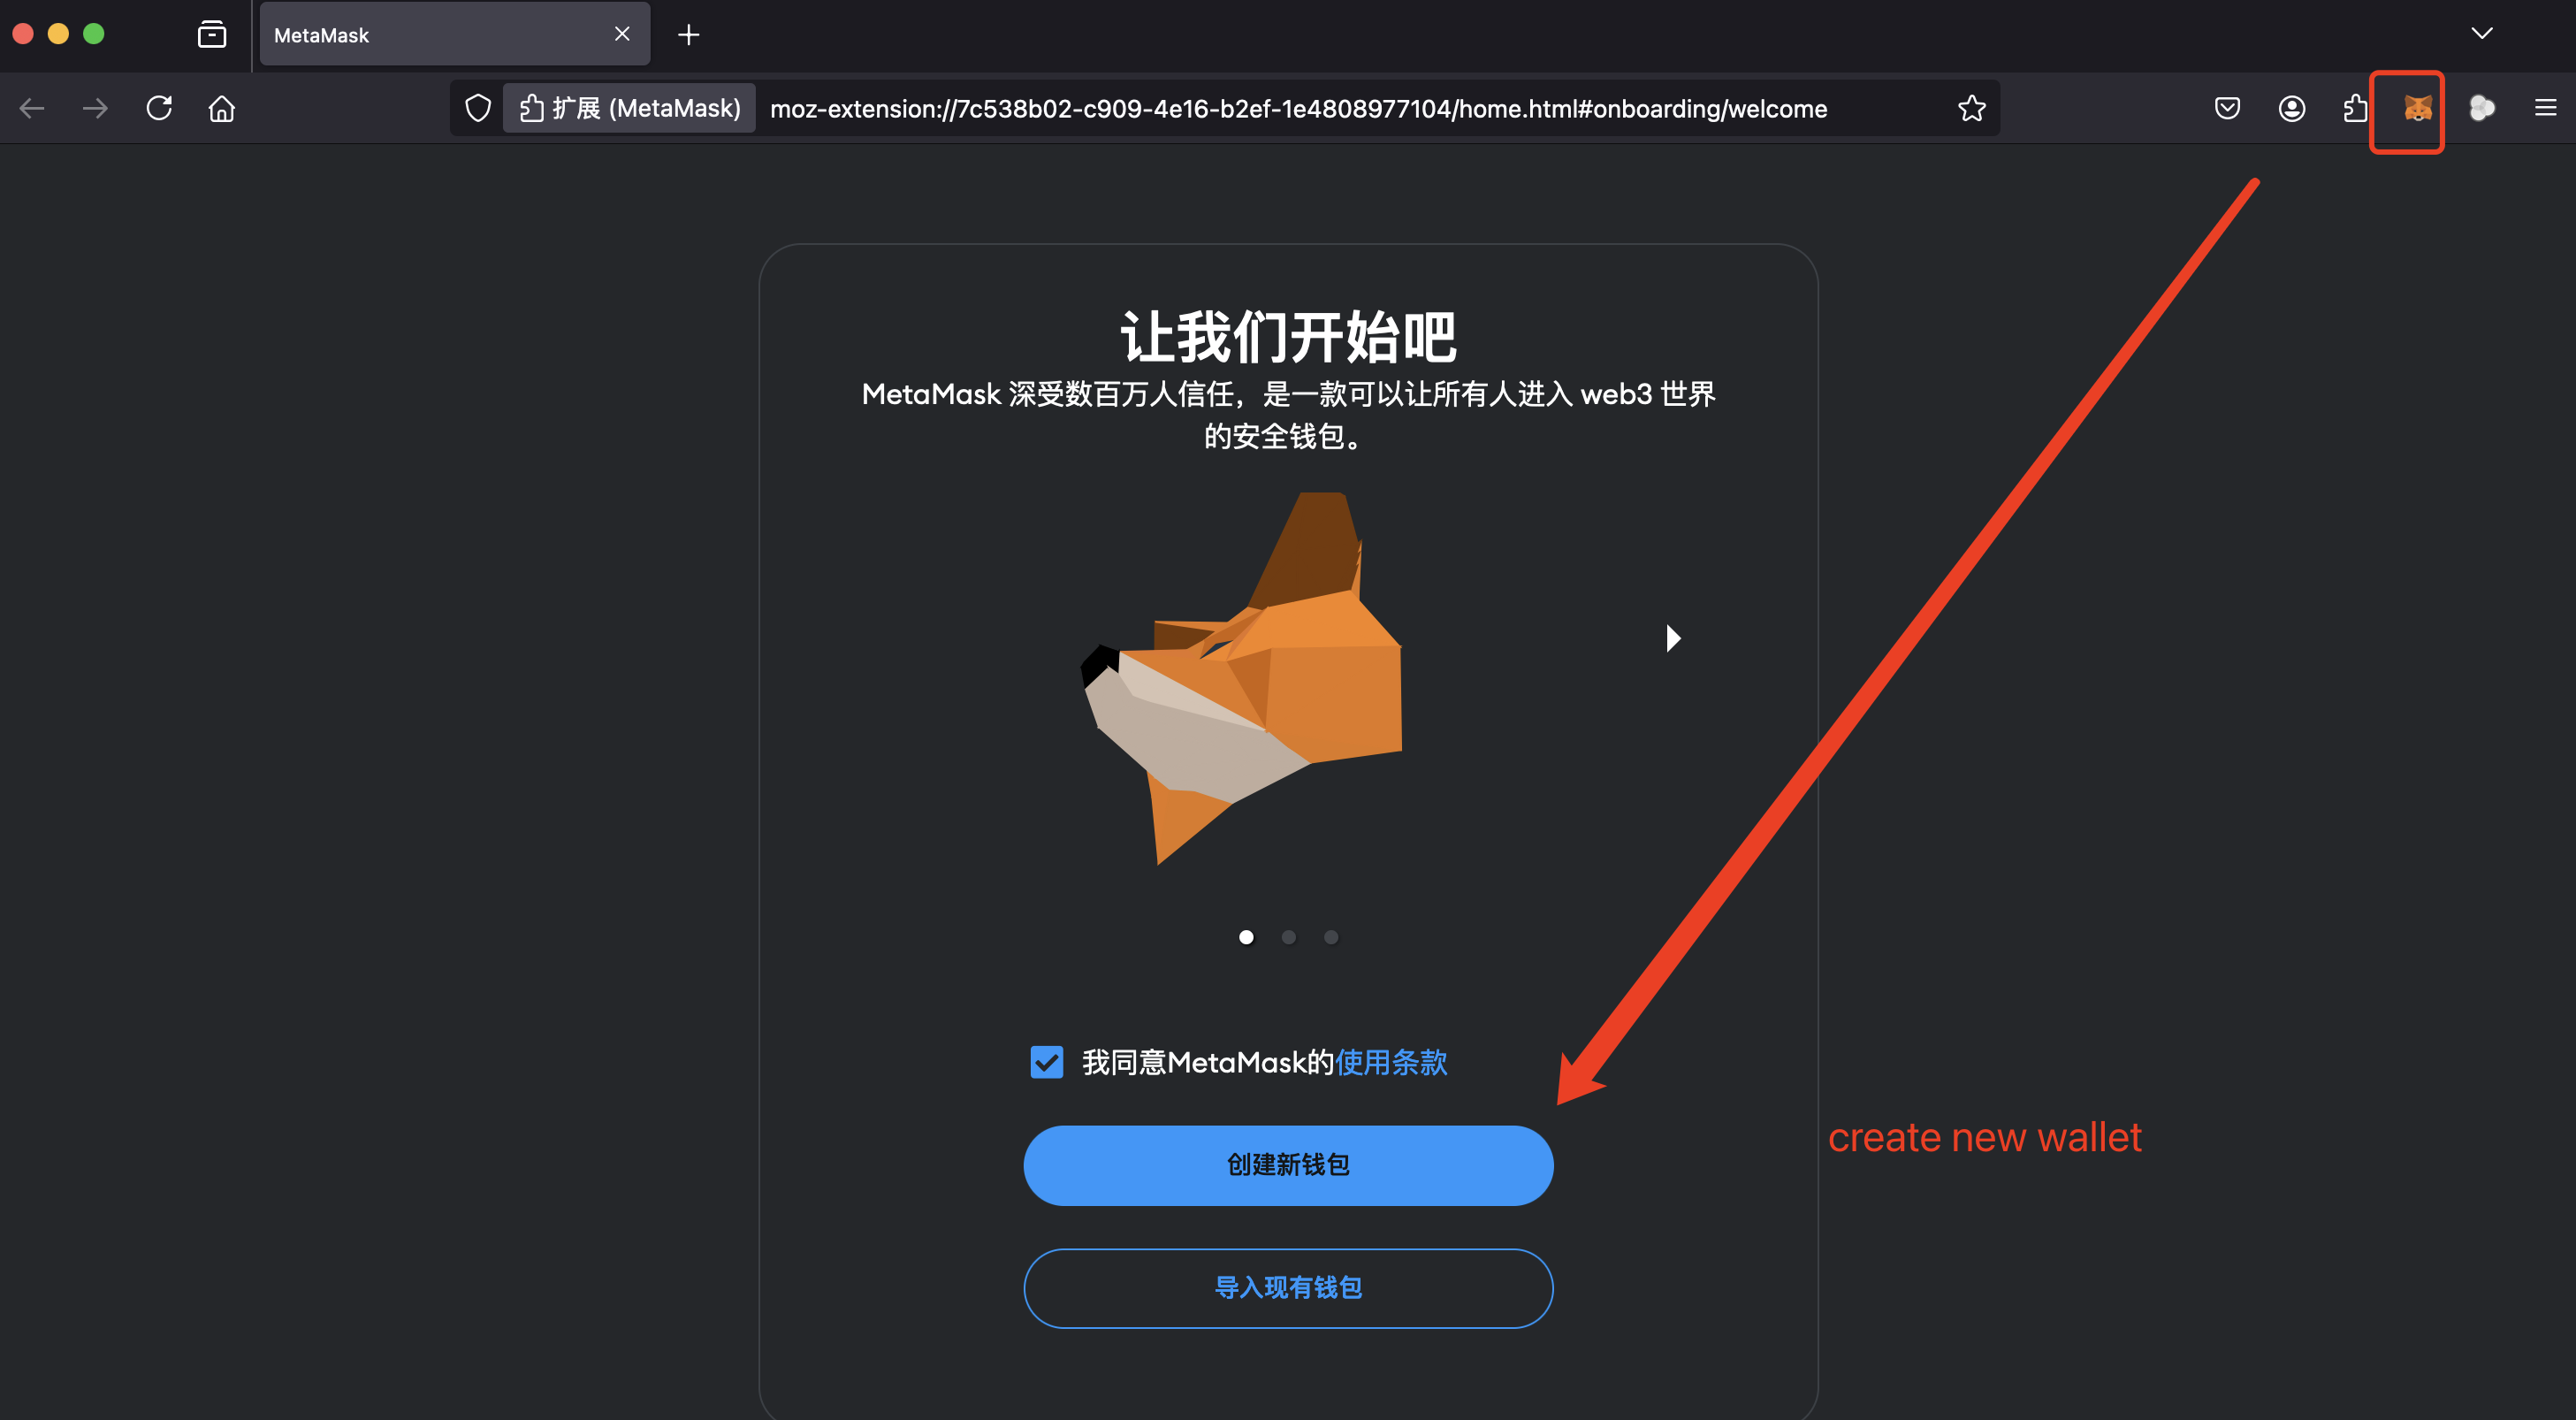 MetaMask
扩展 (MetaMask)
moz-extension://7c538b02-c909-4e16-b2ef-1e4808977104/home.html#onboarding/welcome
让我们开始吧
MetaMask 深受数百万人信任，是一款可以让所有人进入 web3 世界
的安全钱包。
我同意MetaMask的使用条款
创建新钱包
create new wallet
导入现有钱包